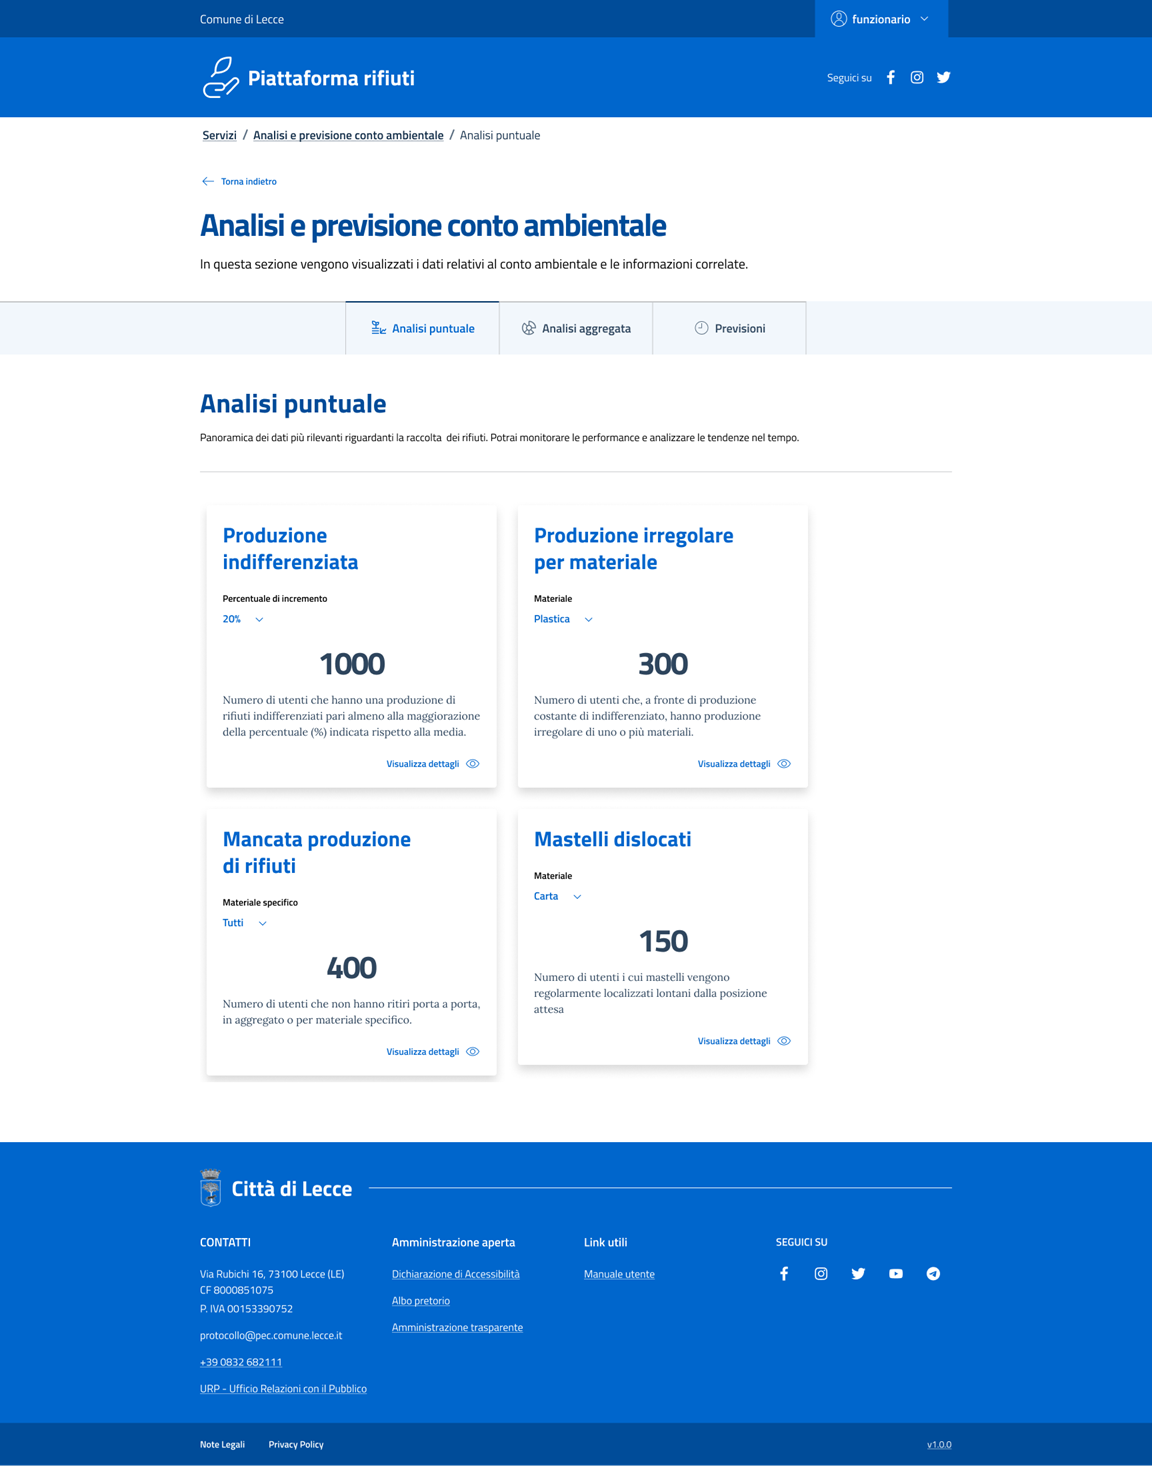 Comune di Lecce
funzionario
Piattaforma rifiuti
Seguici su
Servizi / Analisi e previsione conto ambientale / Analisi puntuale
Torna indietro
Analisi e previsione conto ambientale
In questa sezione vengono visualizzati i dati relativi al conto ambientale e le informazioni correlate.
Analisi puntuale
Analisi aggregata
Previsioni
Analisi puntuale
Panoramica dei dati più rilevanti riguardanti la raccolta dei rifiuti. Potrai monitorare le performance e analizzare le tendenze nel tempo.
Produzione
indifferenziata
Percentuale di incremento
20%
1000
Numero di utenti che hanno una produzione di
rifiuti indifferenziati pari almeno alla maggiorazione
della percentuale (%) indicata rispetto alla media.
Visualizza dettagli
Produzione irregolare
per materiale
Materiale
Plastica
300
Numero di utenti che, a fronte di produzione
costante di indifferenziato, hanno produzione
irregolare di uno o più materiali.
Visualizza dettagli
Mancata produzione
di rifiuti
Materiale specifico
Tutti
400
Numero di utenti che non hanno ritiri porta a porta,
in aggregato o per materiale specifico.
Visualizza dettagli
Mastelli dislocati
Materiale
Carta
150
Numero di utenti i cui mastelli vengono
regolarmente localizzati lontani dalla posizione
attesa
Visualizza dettagli
Città di Lecce
CONTATTI
Via Rubichi 16, 73100 Lecce (LE)
CF 8000851075
P. IVA 00153390752
protocollo@pec.comune.lecce.it
+39 0832 682111
URP - Ufficio Relazioni con il Pubblico
Amministrazione aperta
Dichiarazione di Accessibilità
Albo pretorio
Amministrazione trasparente
Link utili
Manuale utente
SEGUICI SU
Note Legali
Privacy Policy
v1.0.0